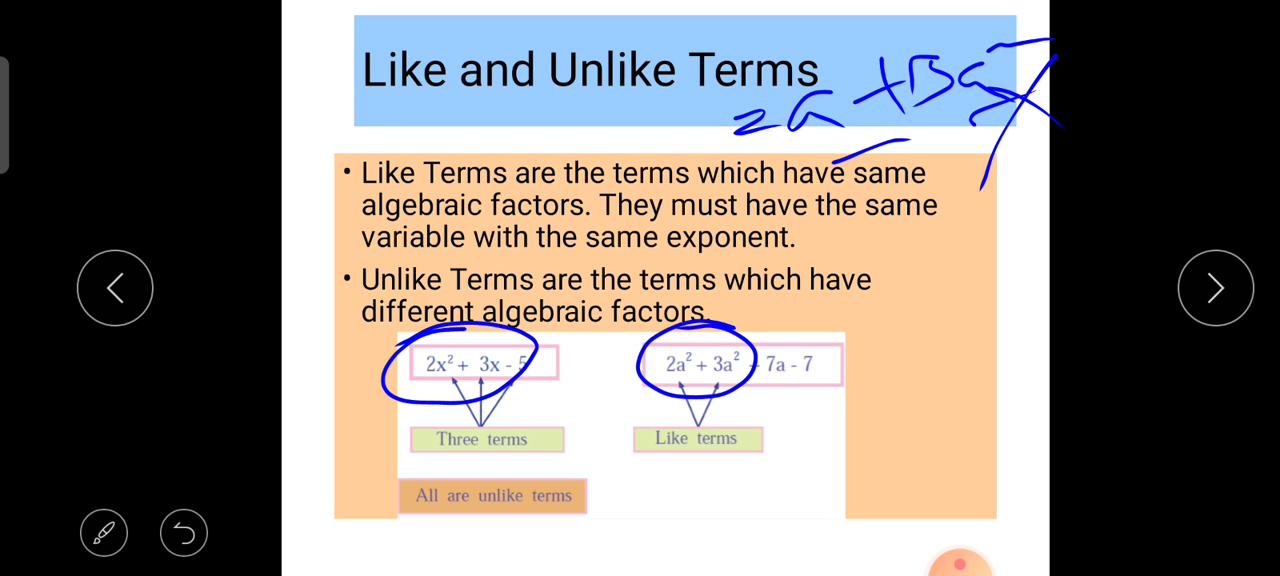 Like and Unlike Terms
• Like Terms are the terms which have same
algebraic factors. They must have the same
variable with the same exponent.
• Unlike Terms are the terms which have
different algebraic factors.
2x² + 3x - 5
2a² + 3a² - 7a - 7
Three terms
Like terms
All are unlike terms